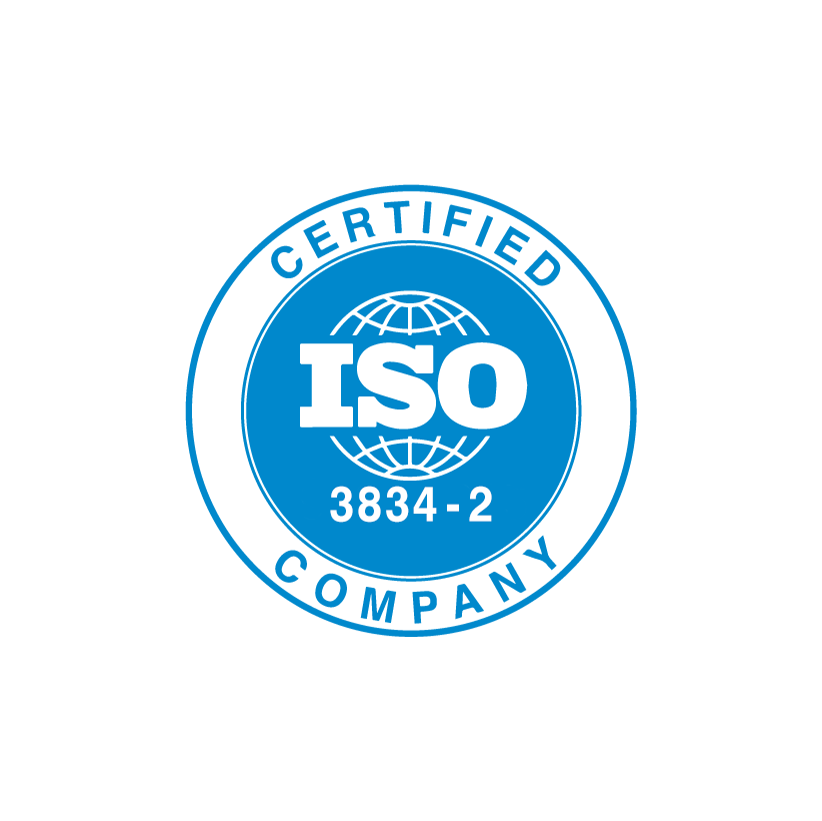 CERTIFIED
ISO
3834-2
COMPANY